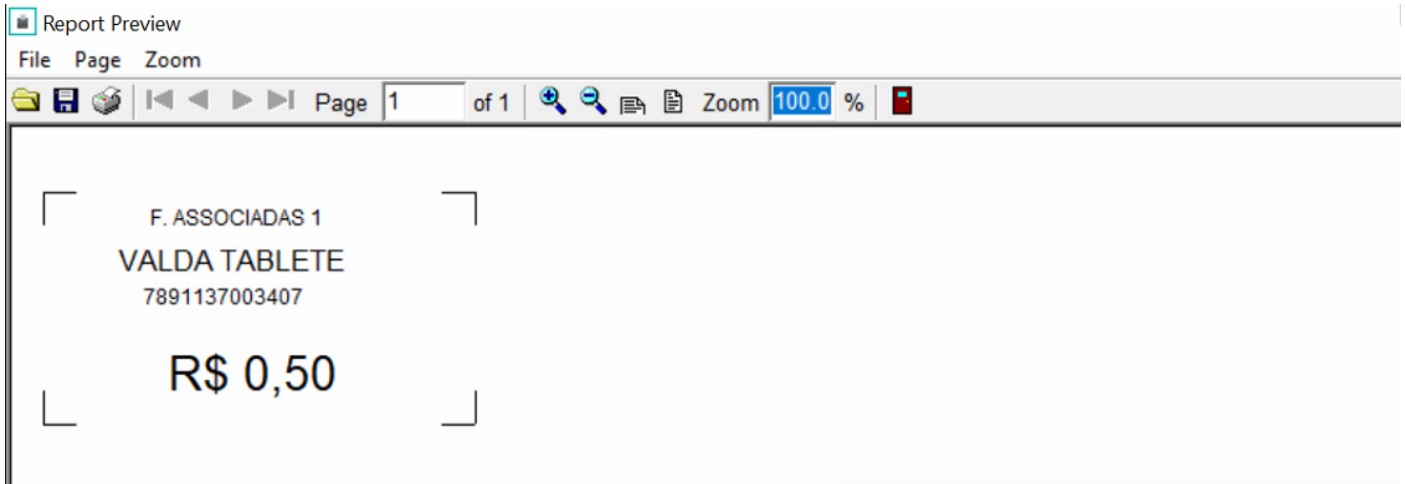 Report Preview
File Page Zoom
Page 1 of 1 Zoom 100.0 %
F. ASSOCIADAS 1
VALDA TABLETE
7891137003407
R$ 0,50